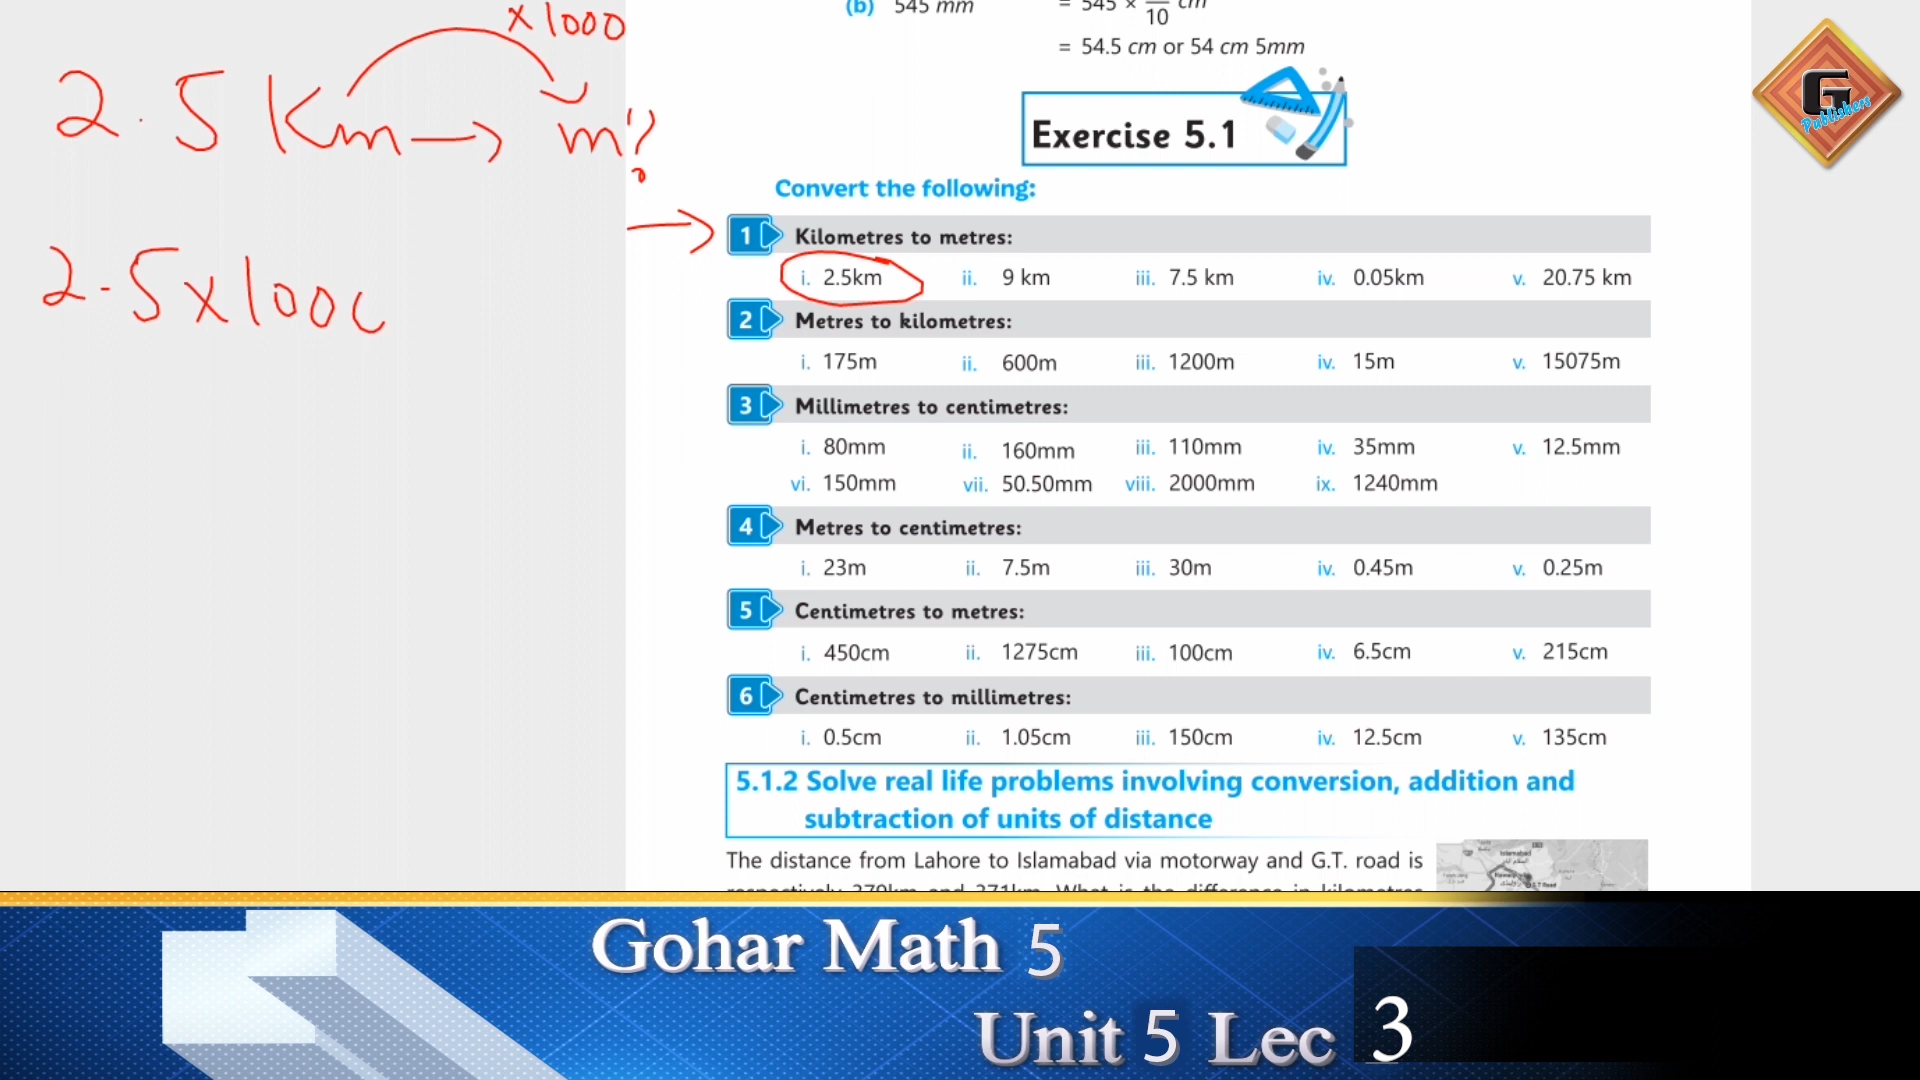 (b) 545 mm = 545 × 10 cm
= 54.5 cm or 54 cm 5mm
×1000
2.5 Km → m?
2.5×100
G
Publishers
Exercise 5.1
Convert the following:
1 Kilometres to metres:
i. 2.5km ii. 9 km iii. 7.5 km iv. 0.05km v. 20.75 km
2 Metres to kilometres:
i. 175m ii. 600m iii. 1200m iv. 15m v. 15075m
3 Millimetres to centimetres:
i. 80mm ii. 160mm iii. 110mm iv. 35mm v. 12.5mm
vi. 150mm vii. 50.50mm viii. 2000mm ix. 1240mm
4 Metres to centimetres:
i. 23m ii. 7.5m iii. 30m iv. 0.45m v. 0.25m
5 Centimetres to metres:
i. 450cm ii. 1275cm iii. 100cm iv. 6.5cm v. 215cm
6 Centimetres to millimetres:
i. 0.5cm ii. 1.05cm iii. 150cm iv. 12.5cm v. 135cm
5.1.2 Solve real life problems involving conversion, addition and
subtraction of units of distance
The distance from Lahore to Islamabad via motorway and G.T. road is
Islamabad
G.T Road
Gohar Math 5
Unit 5 Lec 3